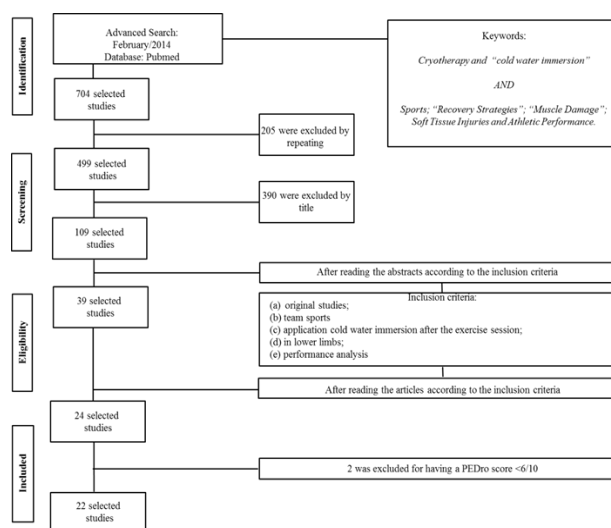 Identification
Advanced Search:
February/2014
Database: Pubmed
Keywords:
Cryotherapy and “cold water immersion”
AND
Sports; “Recovery Strategies”; “Muscle Damage”;
Soft Tissue Injuries and Athletic Performance.
704 selected
studies
205 were excluded by
repeating
Screening
499 selected
studies
390 were excluded by
title
109 selected
studies
Eligibility
After reading the abstracts according to the inclusion criteria
39 selected
studies
Inclusion criteria:
(a) original studies;
(b) team sports
(c) application cold water immersion after the exercise session;
(d) in lower limbs;
(e) performance analysis
After reading the articles according to the inclusion criteria
24 selected
studies
Included
2 was excluded for having a PEDro score <6/10
22 selected
studies